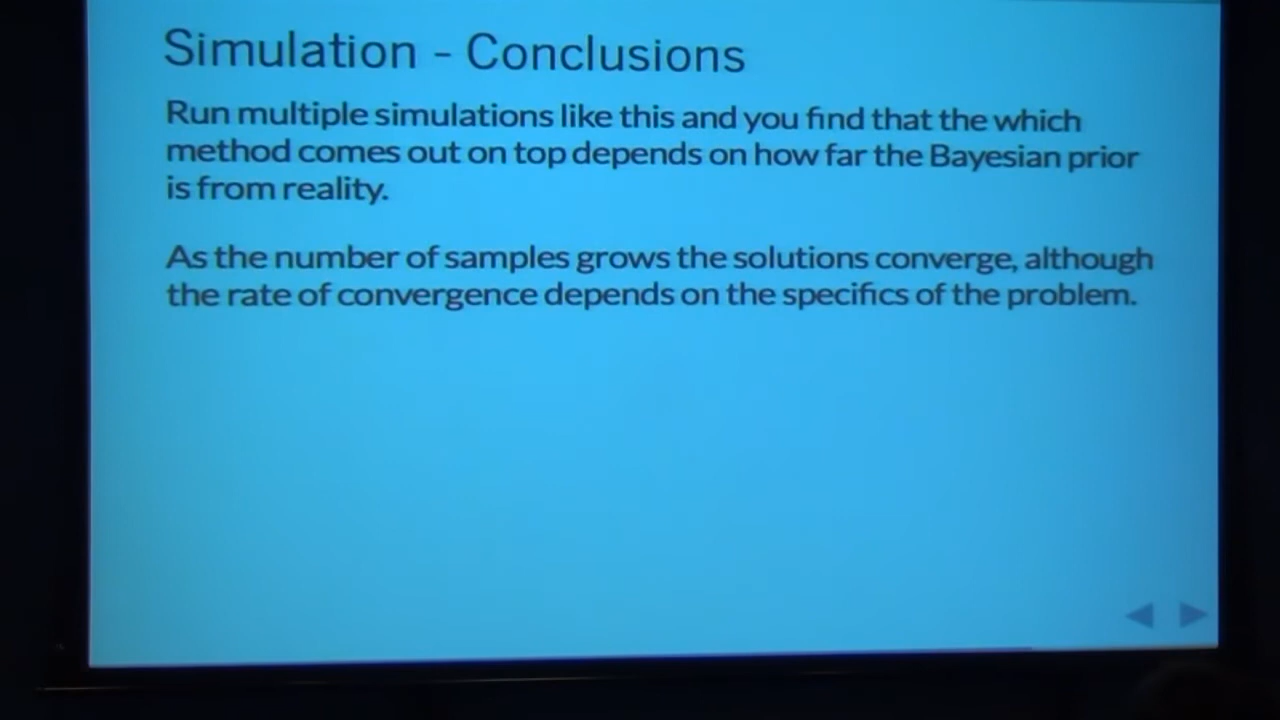 Simulation - Conclusions
Run multiple simulations like this and you find that the which
method comes out on top depends on how far the Bayesian prior
is from reality.
As the number of samples grows the solutions converge, although
the rate of convergence depends on the specifics of the problem.